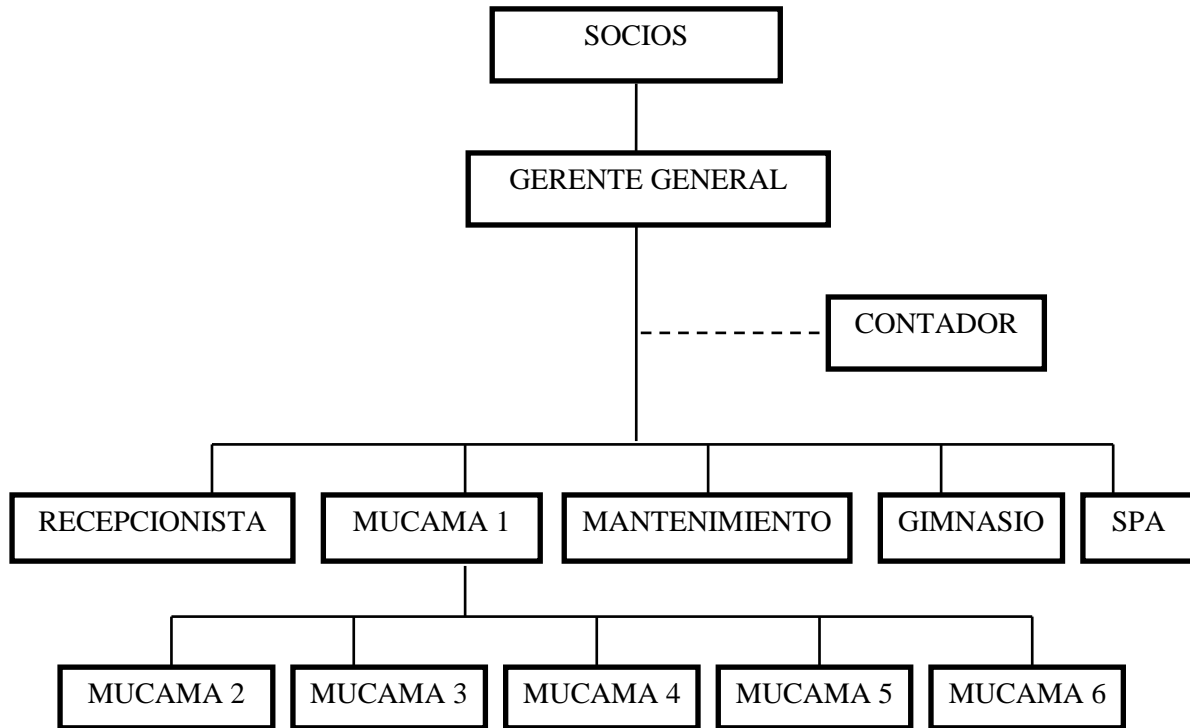 SOCIOS
GERENTE GENERAL
CONTADOR
RECEPCIONISTA
MUCAMA 1
MANTENIMIENTO
GIMNASIO
SPA
MUCAMA 2
MUCAMA 3
MUCAMA 4
MUCAMA 5
MUCAMA 6